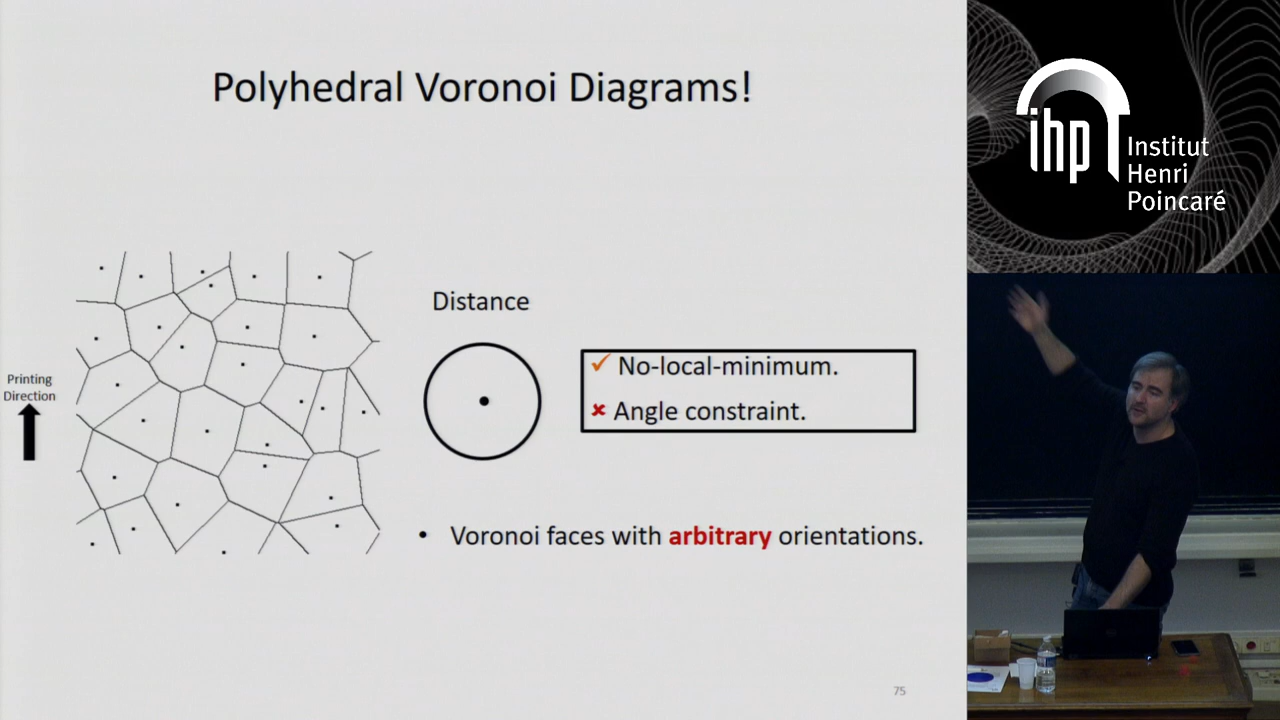 Polyhedral Voronoi Diagrams!
Distance
✓ No-local-minimum.
✗ Angle constraint.
Printing
Direction
• Voronoi faces with arbitrary orientations.
75
ihp
Institut
Henri
Poincaré